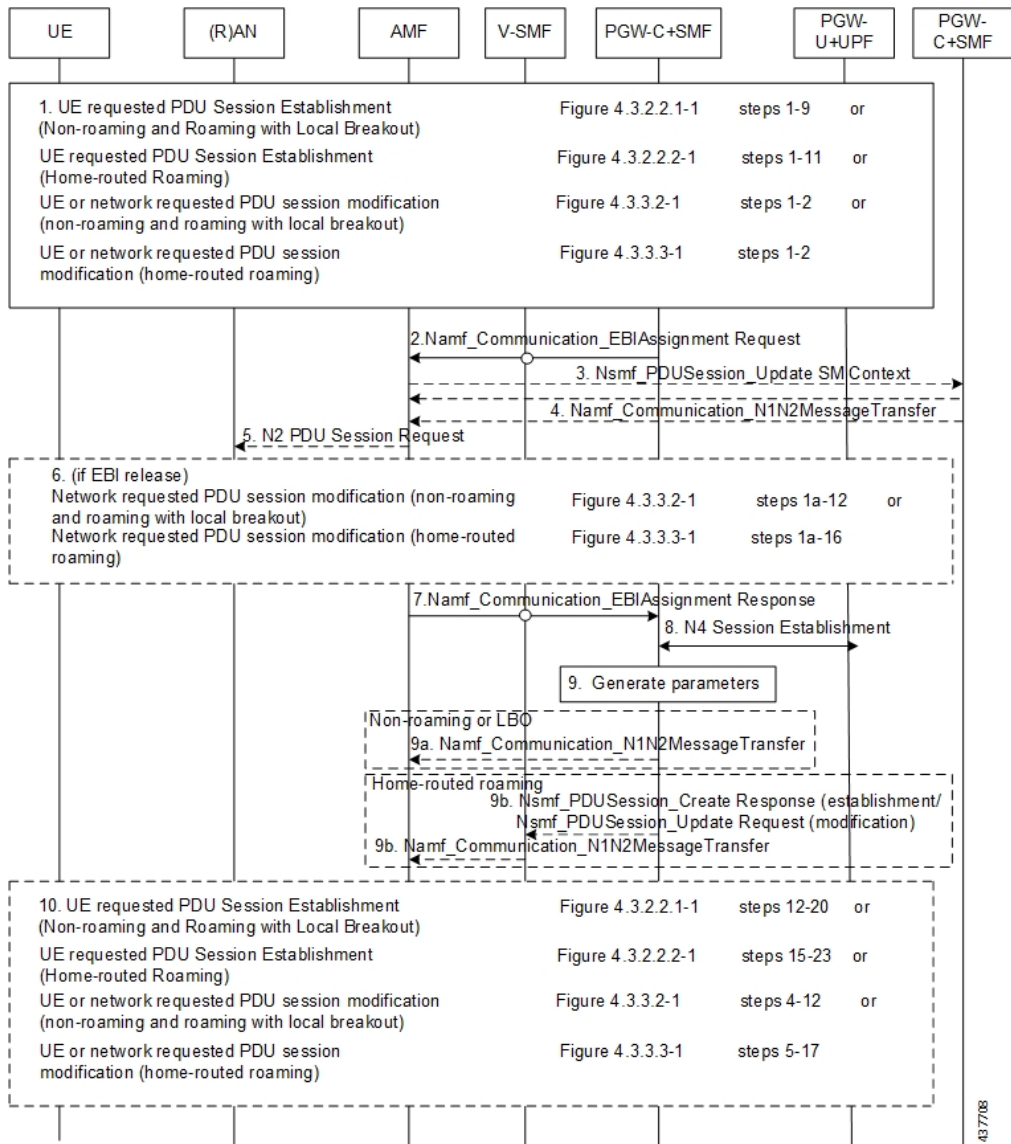 UE
(R)AN
AMF
V-SMF
PGW-C+SMF
PGW-
U+UPF
PGW-
C+SMF
1. UE requested PDU Session Establishment Figure 4.3.2.2.1-1 steps 1-9 or
(Non-roaming and Roaming with Local Breakout)
UE requested PDU Session Establishment Figure 4.3.2.2.2-1 steps 1-11 or
(Home-routed Roaming)
UE or network requested PDU session modification Figure 4.3.3.2-1 steps 1-2 or
(non-roaming and roaming with local breakout)
UE or network requested PDU session Figure 4.3.3.3-1 steps 1-2
modification (home-routed roaming)
2.Namf_Communication_EBIAssignment Request
3. Nsmf_PDUSession_Update SM Context
4. Namf_Communication_N1N2MessageTransfer
5. N2 PDU Session Request
6. (if EBI release)
Network requested PDU session modification (non-roaming Figure 4.3.3.2-1 steps 1a-12 or
and roaming with local breakout)
Network requested PDU session modification (home-routed Figure 4.3.3.3-1 steps 1a-16
roaming)
7.Namf_Communication_EBIAssignment Response
8. N4 Session Establishment
9. Generate parameters
Non-roaming or LBO
9a. Namf_Communication_N1N2MessageTransfer
Home-routed roaming
9b. Nsmf_PDUSession_Create Response (establishment/
Nsmf_PDUSession_Update Request (modification)
9b. Namf_Communication_N1N2MessageTransfer
10. UE requested PDU Session Establishment Figure 4.3.2.2.1-1 steps 12-20 or
(Non-roaming and Roaming with Local Breakout)
UE requested PDU Session Establishment Figure 4.3.2.2.2-1 steps 15-23 or
(Home-routed Roaming)
UE or network requested PDU session modification Figure 4.3.3.2-1 steps 4-12 or
(non-roaming and roaming with local breakout)
UE or network requested PDU session Figure 4.3.3.3-1 steps 5-17
modification (home-routed roaming)
437708